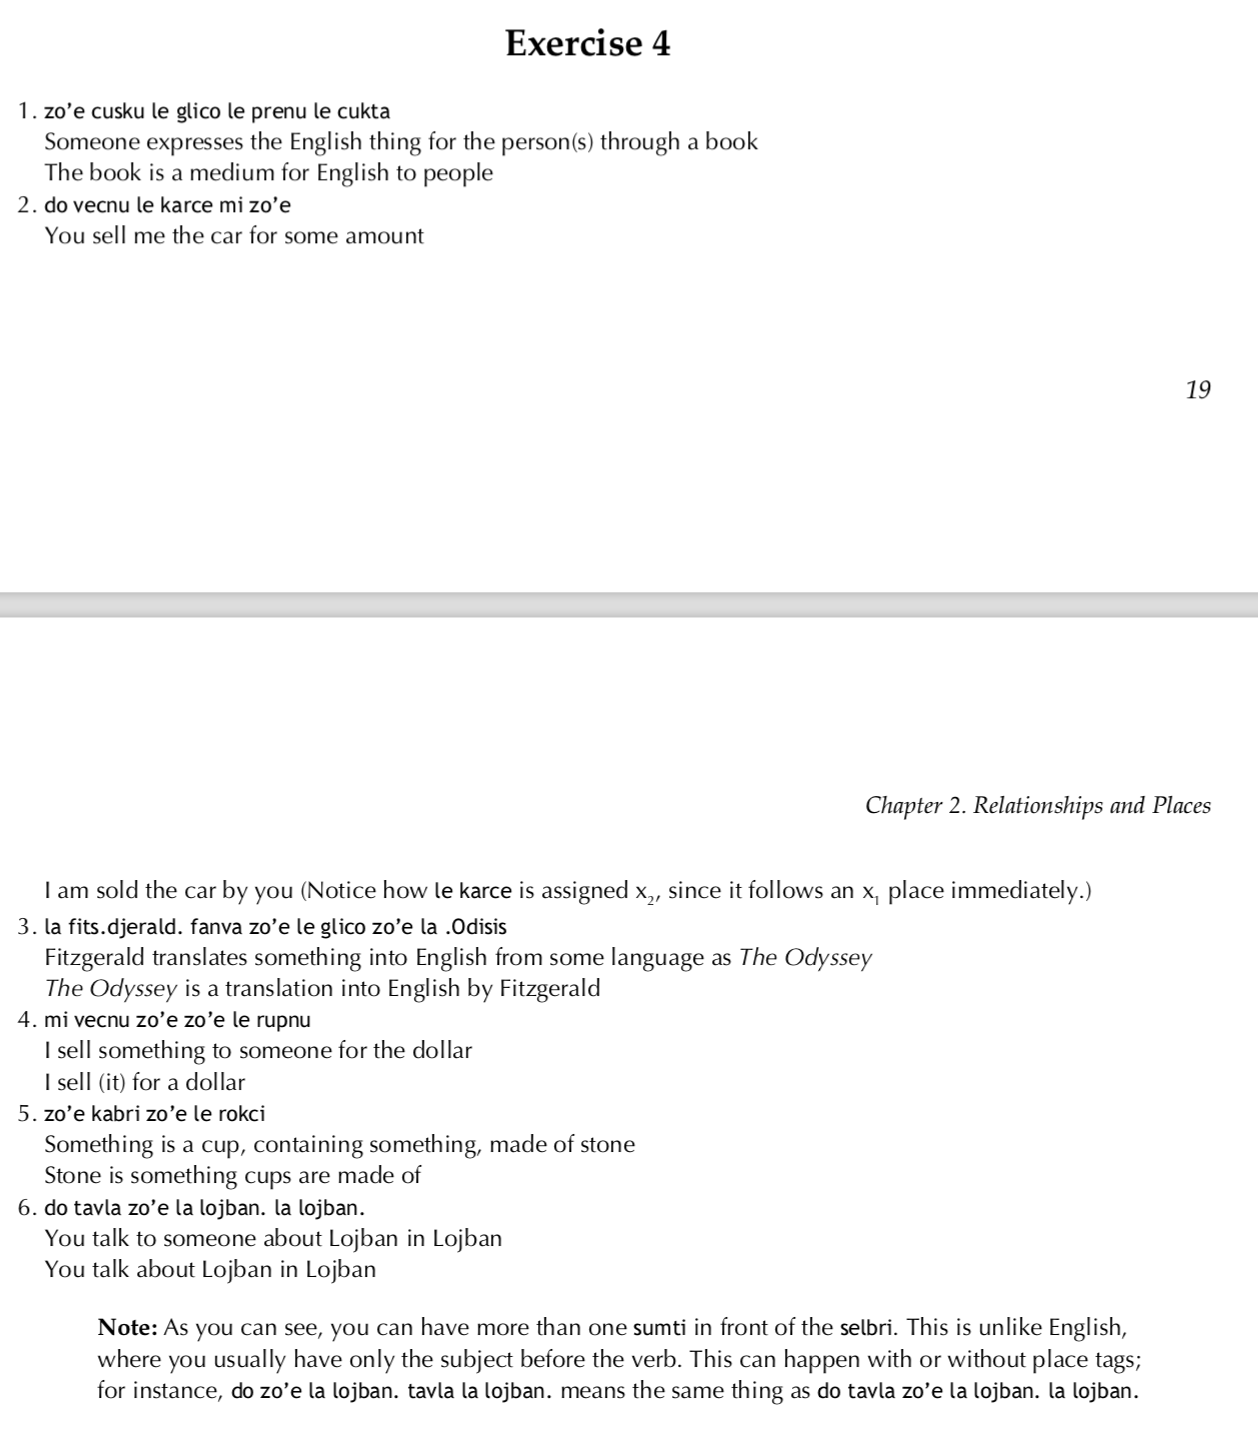 Exercise 4
1. zo’e cusku le glico le prenu le cukta
Someone expresses the English thing for the person(s) through a book
The book is a medium for English to people
2. do vecnu le karce mi zo’e
You sell me the car for some amount
19
Chapter 2. Relationships and Places
I am sold the car by you (Notice how le karce is assigned x₂, since it follows an x₁ place immediately.)
3. la fits.djerald. fanva zo’e le glico zo’e la .Odisis
Fitzgerald translates something into English from some language as The Odyssey
The Odyssey is a translation into English by Fitzgerald
4. mi vecnu zo’e zo’e le rupnu
I sell something to someone for the dollar
I sell (it) for a dollar
5. zo’e kabri zo’e le rokci
Something is a cup, containing something, made of stone
Stone is something cups are made of
6. do tavla zo’e la lojban. la lojban.
You talk to someone about Lojban in Lojban
You talk about Lojban in Lojban
Note: As you can see, you can have more than one sumti in front of the selbri. This is unlike English,
where you usually have only the subject before the verb. This can happen with or without place tags;
for instance, do zo’e la lojban. tavla la lojban. means the same thing as do tavla zo’e la lojban. la lojban.